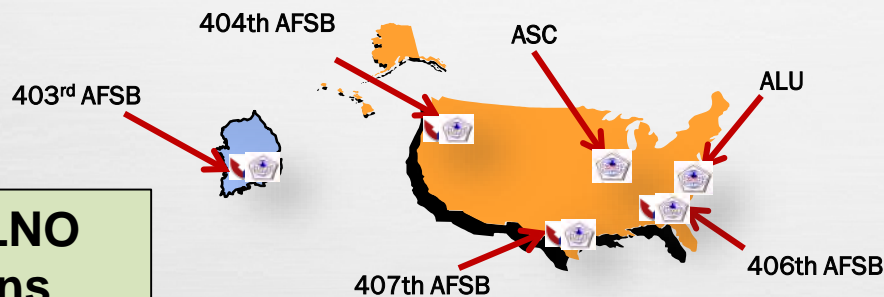 404th AFSB
ASC
ALU
403rd AFSB
LNO
ns
407th AFSB
406th AFSB